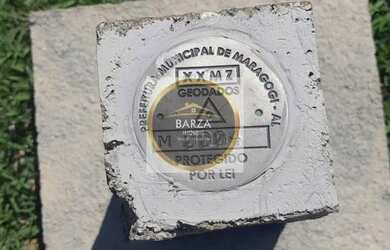 PREFEITURA MUNICIPAL DE MARAGOGI - AL
XXMZ
GEODADOS
BARZA
M
PROTEGIDO
POR LEI